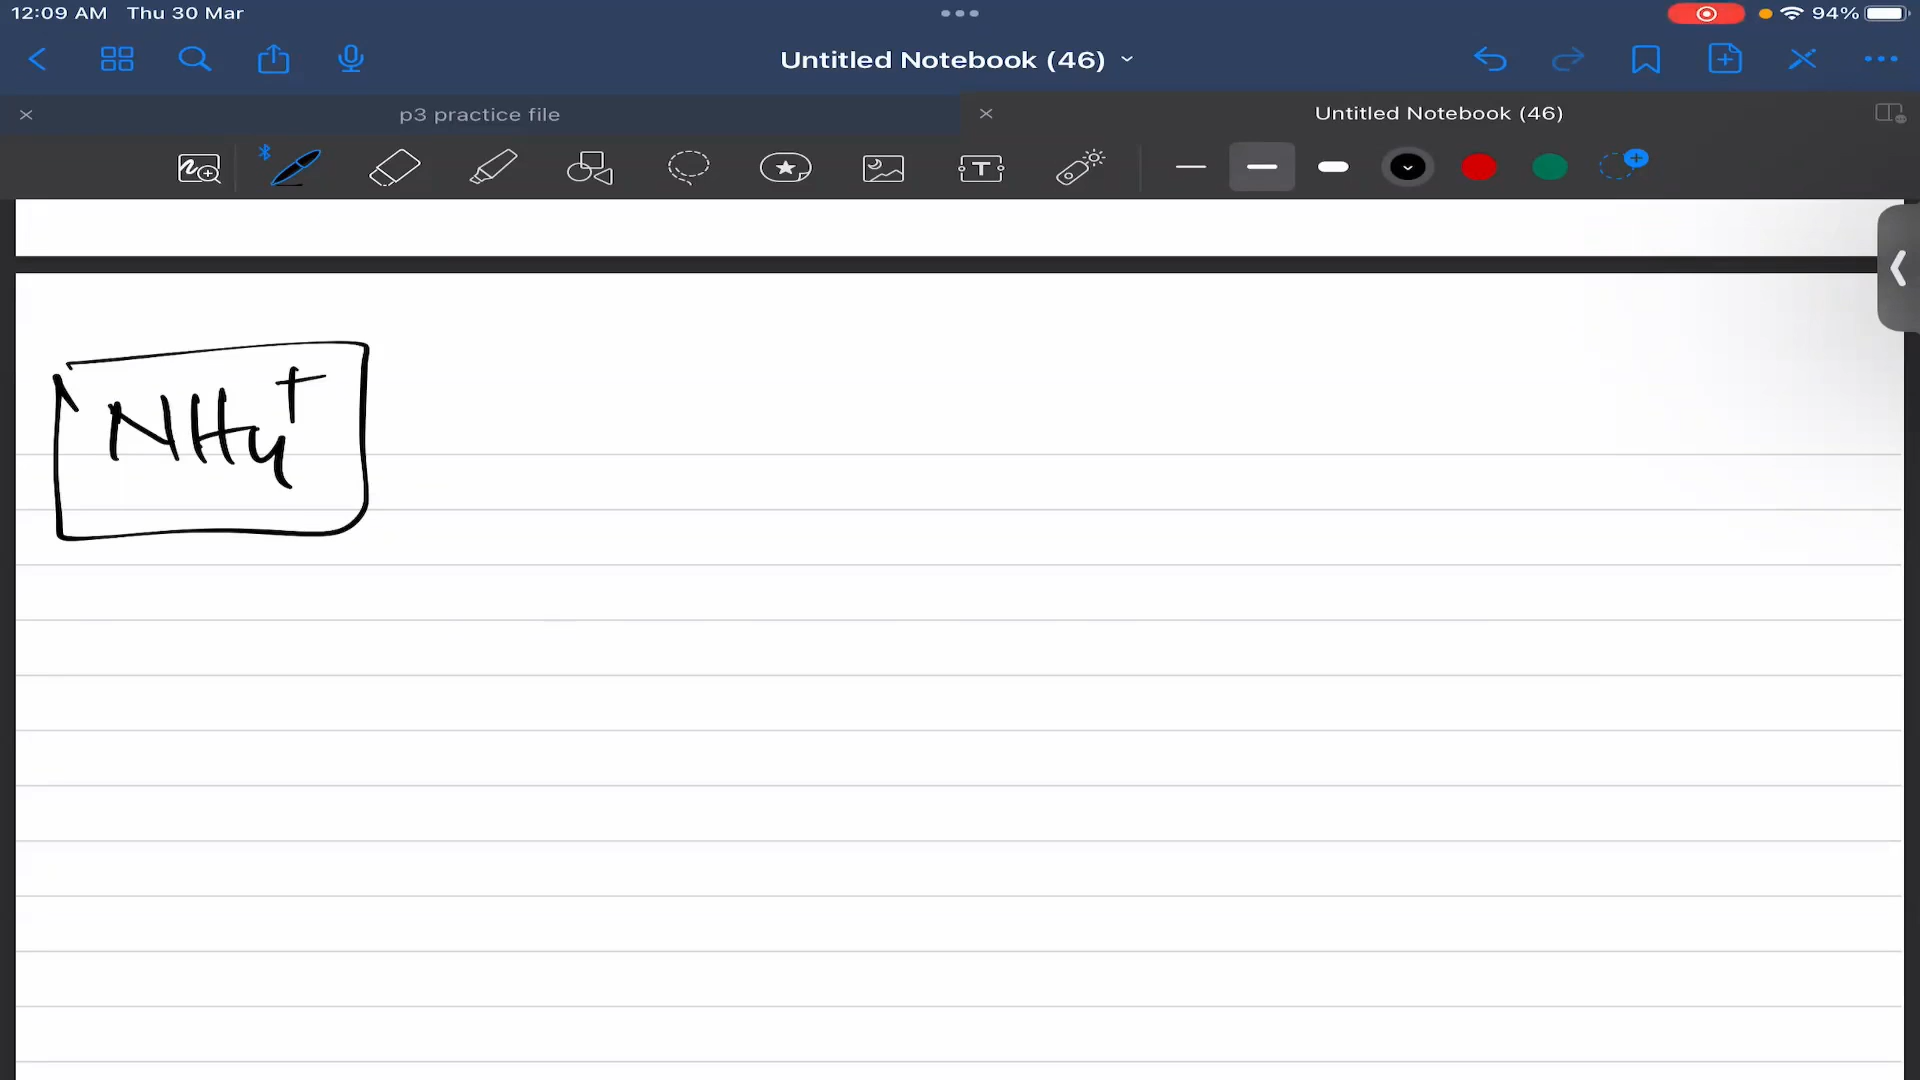 12:09 AM Thu 30 Mar
94%
Untitled Notebook (46)
p3 practice file
Untitled Notebook (46)
T
NH4+